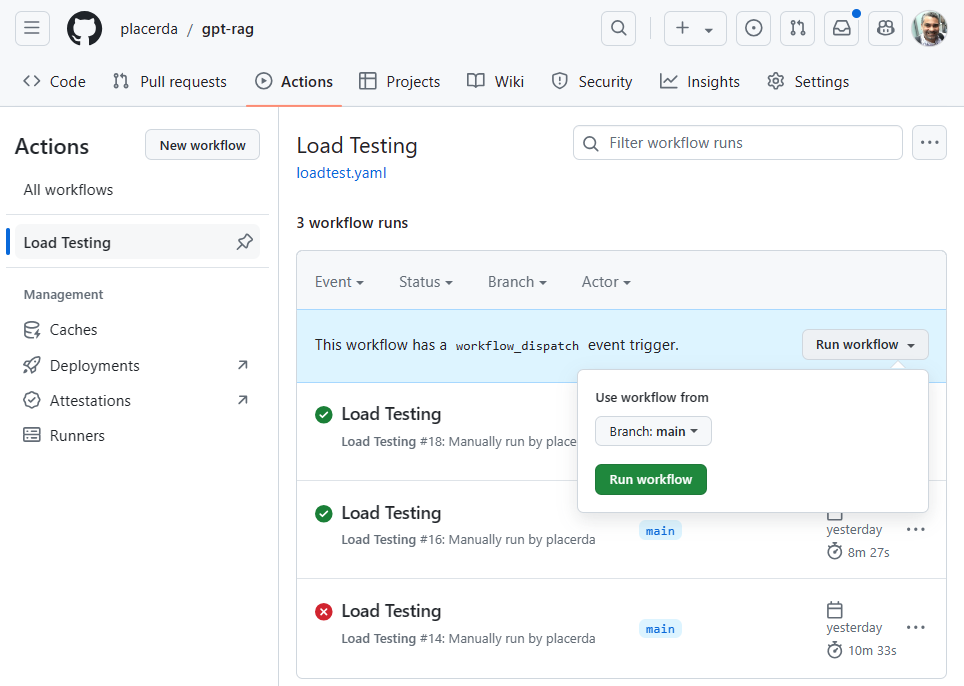 placerda / gpt-rag
Code Pull requests Actions Projects Wiki Security Insights Settings
Actions
New workflow
All workflows
Load Testing
Management
Caches
Deployments
Attestations
Runners
Load Testing
loadtest.yaml
Filter workflow runs
3 workflow runs
Event Status Branch Actor
This workflow has a workflow_dispatch event trigger.
Run workflow
Use workflow from
Branch: main
Run workflow
Load Testing
Load Testing #18: Manually run by place
Load Testing
Load Testing #16: Manually run by placerda
main
yesterday
8m 27s
Load Testing
Load Testing #14: Manually run by placerda
main
yesterday
10m 33s